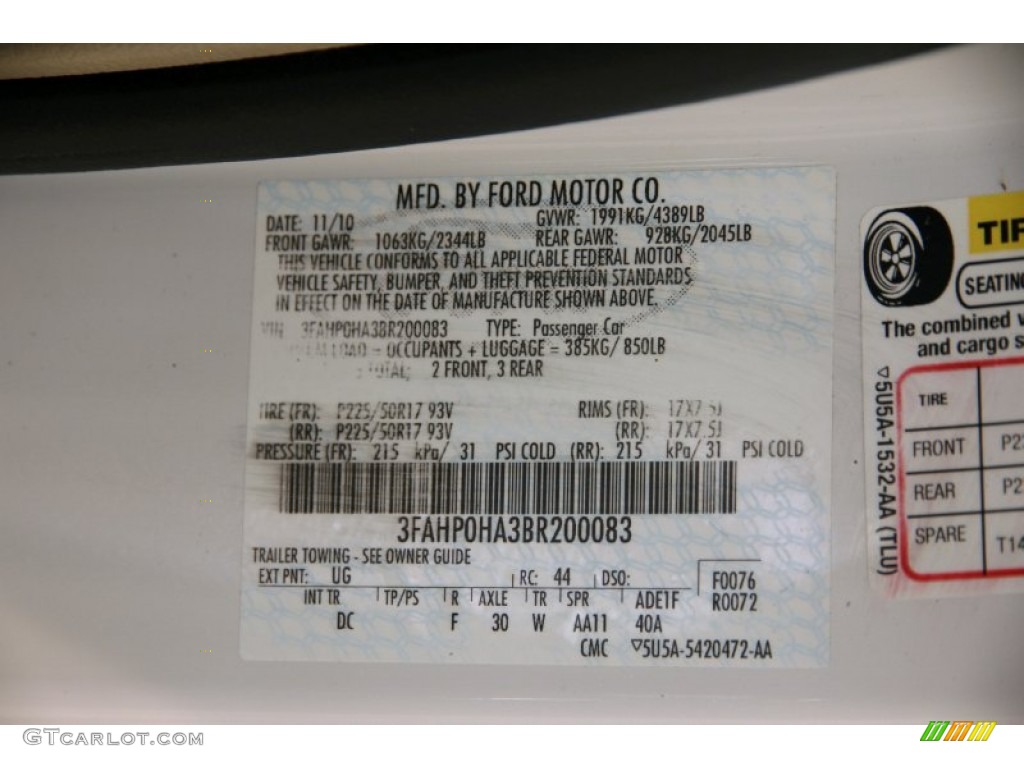 MFD. BY FORD MOTOR CO.
DATE: 11/10 GVWR: 1991KG/4389LB
FRONT GAWR: 1063KG/2344LB REAR GAWR: 928KG/2045LB
THIS VEHICLE CONFORMS TO ALL APPLICABLE FEDERAL MOTOR
VEHICLE SAFETY, BUMPER, AND THEFT PREVENTION STANDARDS
IN EFFECT ON THE DATE OF MANUFACTURE SHOWN ABOVE.
VIN 3FAHP0HA3BR200083 TYPE: Passenger Car
LOAD = OCCUPANTS + LUGGAGE = 385KG/ 850LB
TOTAL: 2 FRONT, 3 REAR
TIRE (FR): P225/50R17 93V RIMS (FR): 17X7.5J
(RR): P225/50R17 93V (RR): 17X7.5J
PRESSURE (FR): 215 kPa/ 31 PSI COLD (RR): 215 kPa/ 31 PSI COLD
3FAHP0HA3BR200083
TRAILER TOWING - SEE OWNER GUIDE
EXT PNT: UG RC: 44 DSO: F0076
INT TR TP/PS R AXLE TR SPR ADE1F R0072
DC F 30 W AA11 40A
CMC ▽5U5A-5420472-AA
TIR
SEATING
The combined w
and cargo s
TIRE
FRONT P22
REAR P2
SPARE T14
▽5U5A-1532-AA (TLU)
GTCARLOT.COM